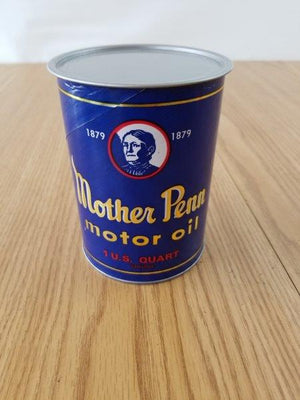 1879 1879
Mother Penn
motor oil
1 U.S. QUART